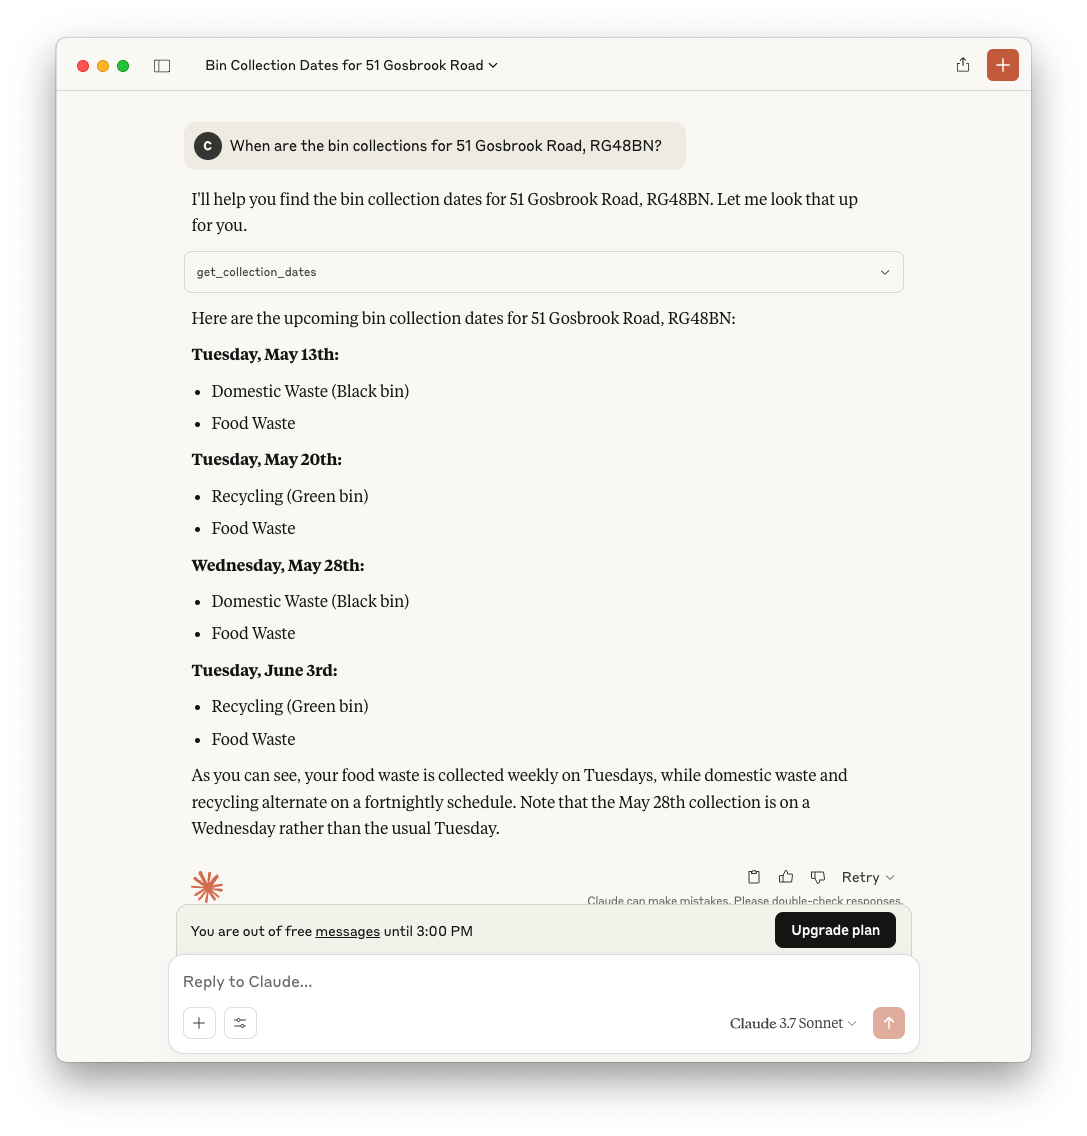 Bin Collection Dates for 51 Gosbrook Road
C
When are the bin collections for 51 Gosbrook Road, RG48BN?
I'll help you find the bin collection dates for 51 Gosbrook Road, RG48BN. Let me look that up
for you.
get_collection_dates
Here are the upcoming bin collection dates for 51 Gosbrook Road, RG48BN:
Tuesday, May 13th:
• Domestic Waste (Black bin)
• Food Waste
Tuesday, May 20th:
• Recycling (Green bin)
• Food Waste
Wednesday, May 28th:
• Domestic Waste (Black bin)
• Food Waste
Tuesday, June 3rd:
• Recycling (Green bin)
• Food Waste
As you can see, your food waste is collected weekly on Tuesdays, while domestic waste and
recycling alternate on a fortnightly schedule. Note that the May 28th collection is on a
Wednesday rather than the usual Tuesday.
Retry
Claude can make mistakes. Please double-check responses.
You are out of free messages until 3:00 PM
Upgrade plan
Reply to Claude...
Claude 3.7 Sonnet